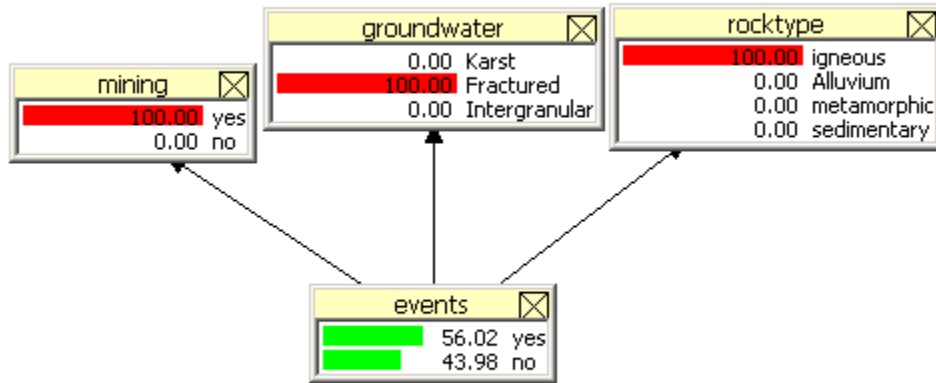 mining
100.00 yes
0.00 no
groundwater
0.00 Karst
100.00 Fractured
0.00 Intergranular
rocktype
100.00 igneous
0.00 Alluvium
0.00 metamorphic
0.00 sedimentary
events
56.02 yes
43.98 no